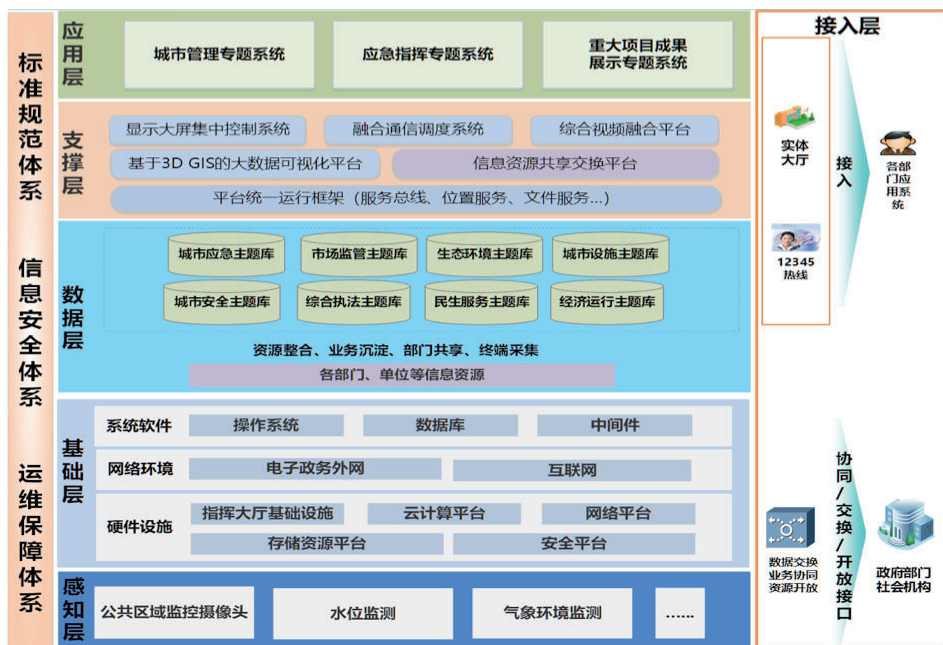 标准规范体系
信息安全体系
运维保障体系
应用层
城市管理专题系统
应急指挥专题系统
重大项目成果
展示专题系统
支撑层
显示大屏集中控制系统
融合通信调度系统
综合视频融合平台
基于3D GIS的大数据可视化平台
信息资源共享交换平台
平台统一运行框架（服务总线、位置服务、文件服务...）
数据层
城市应急主题库
市场监管主题库
生态环境主题库
城市设施主题库
城市安全主题库
综合执法主题库
民生服务主题库
经济运行主题库
资源整合、业务沉淀、部门共享、终端采集
各部门、单位等信息资源
基础层
系统软件
操作系统
数据库
中间件
网络环境
电子政务外网
互联网
硬件设施
指挥大厅基础设施
云计算平台
网络平台
存储资源平台
安全平台
感知层
公共区域监控摄像头
水位监测
气象环境监测
......
接入层
实体
大厅
12345
热线
接入
各部
门应
用系
统
数据交换
业务协同
资源开放
协同/交换/开放接口
政府部门
社会机构